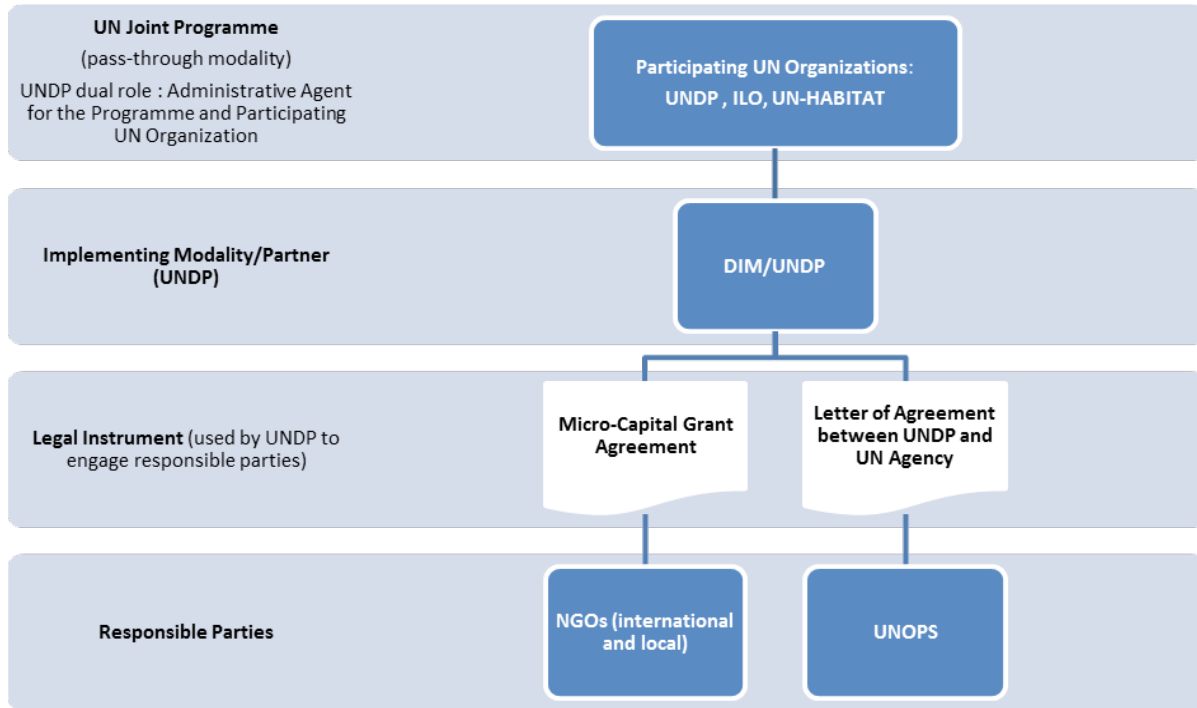 UN Joint Programme
(pass-through modality)
UNDP dual role : Administrative Agent
for the Programme and Participating
UN Organization
Participating UN Organizations:
UNDP , ILO, UN-HABITAT
Implementing Modality/Partner
(UNDP)
DIM/UNDP
Legal Instrument (used by UNDP to
engage responsible parties)
Micro-Capital Grant
Agreement
Letter of Agreement
between UNDP and
UN Agency
Responsible Parties
NGOs (international
and local)
UNOPS